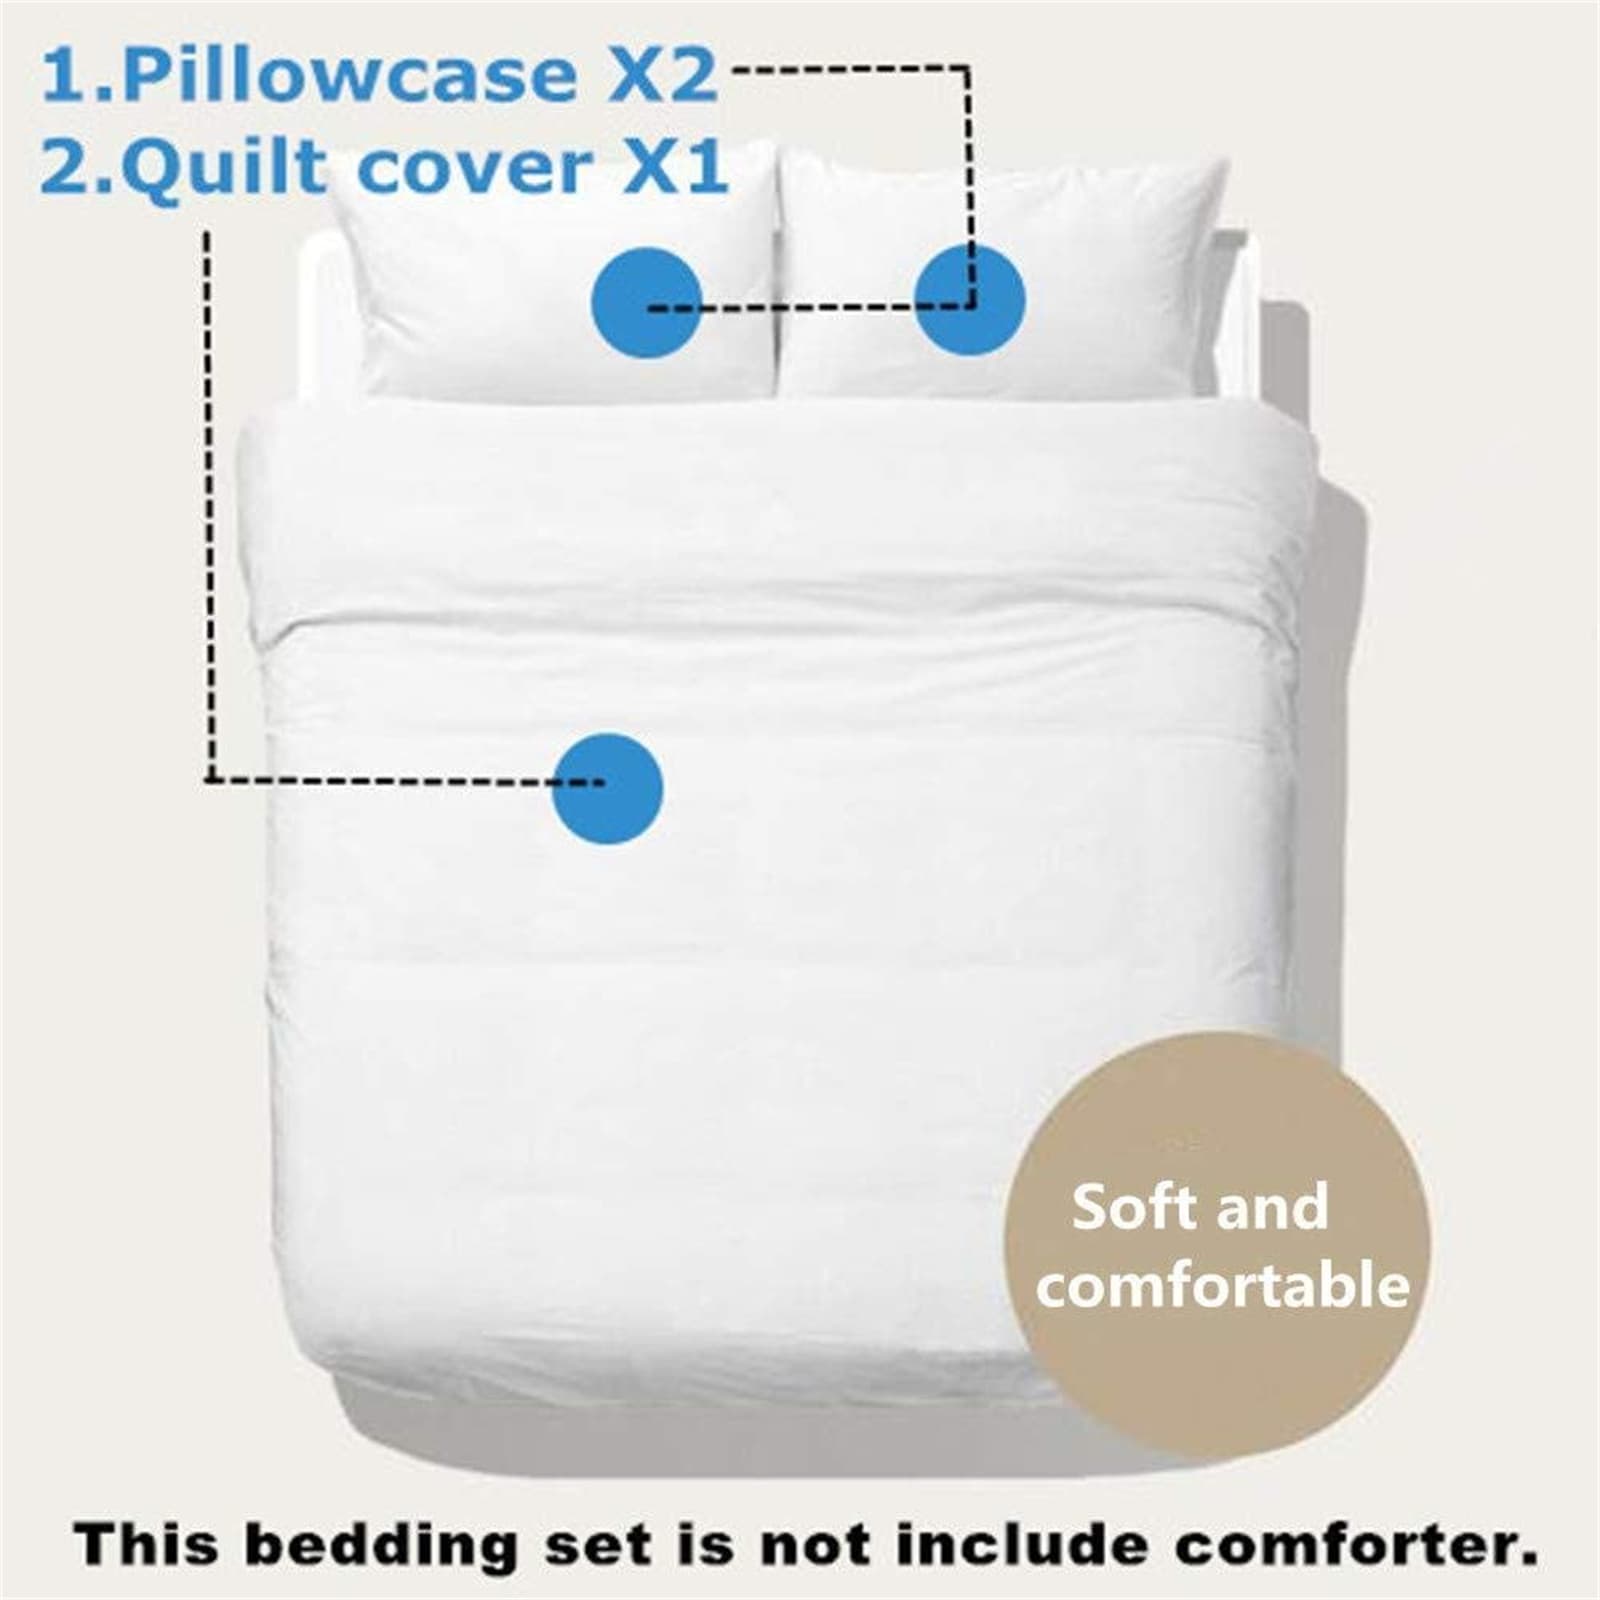 1.Pillowcase X2
2.Quilt cover X1
Soft and
comfortable
This bedding set is not include comforter.